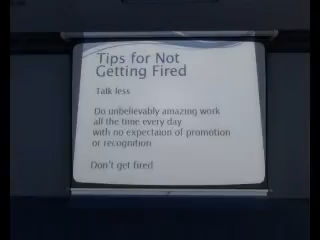 Tips for Not
Getting Fired
Talk less
Do unbelievably amazing work
all the time every day
with no expectaion of promotion
or recognition
Don't get fired